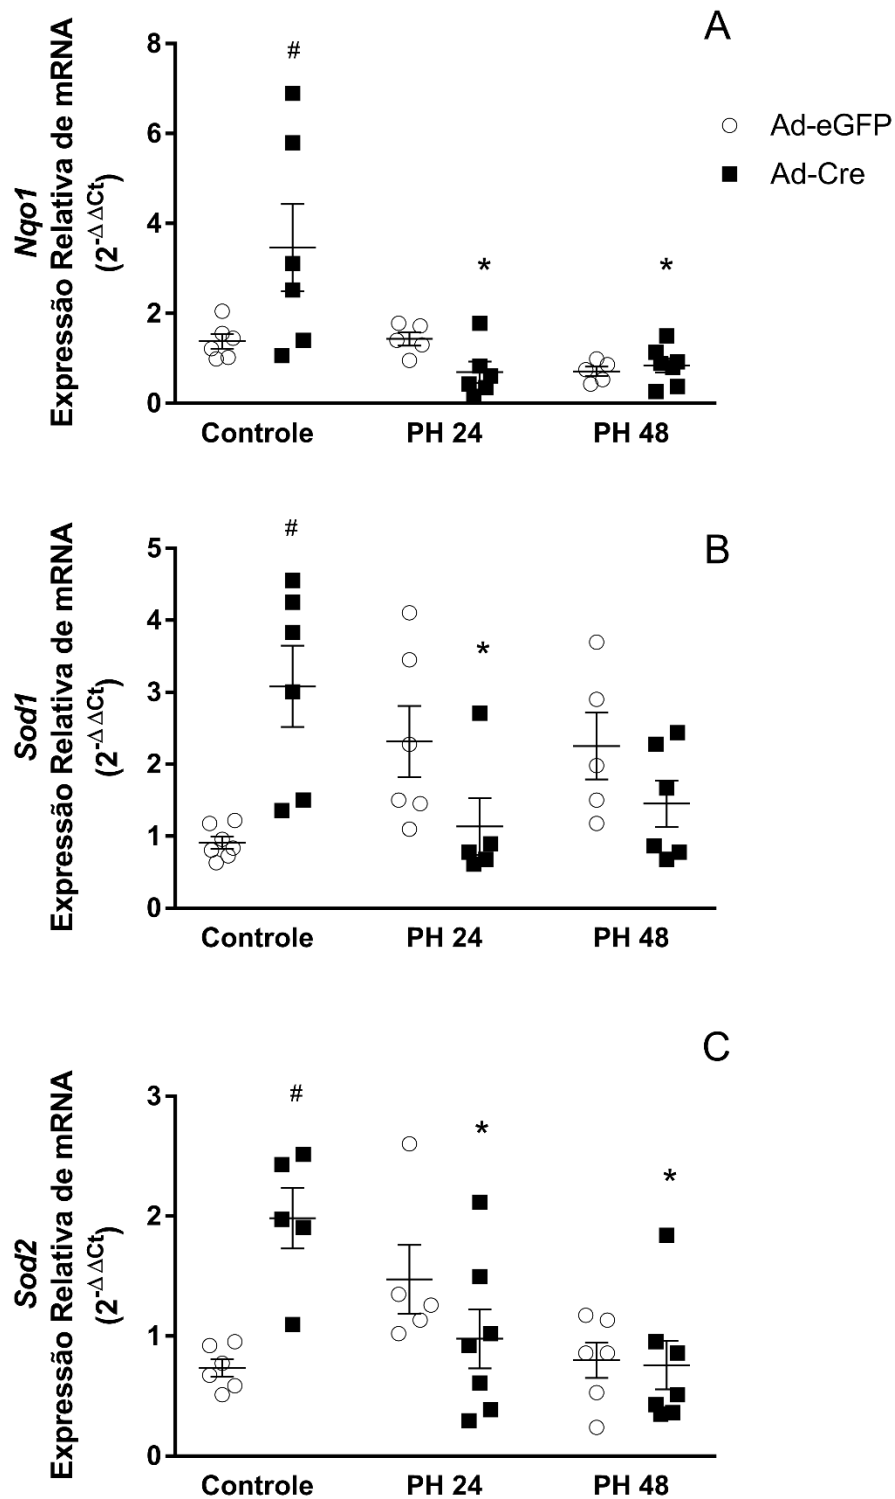 A
Nqo1
Expressão Relativa de mRNA
(2-ΔΔCt)
8
6
4
2
0
#
*
*
Ad-eGFP
Ad-Cre
Controle PH 24 PH 48
B
Sod1
Expressão Relativa de mRNA
(2-ΔΔCt)
5
4
3
2
1
0
#
*
Controle PH 24 PH 48
C
Sod2
Expressão Relativa de mRNA
(2-ΔΔCt)
3
2
1
0
#
*
*
Controle PH 24 PH 48